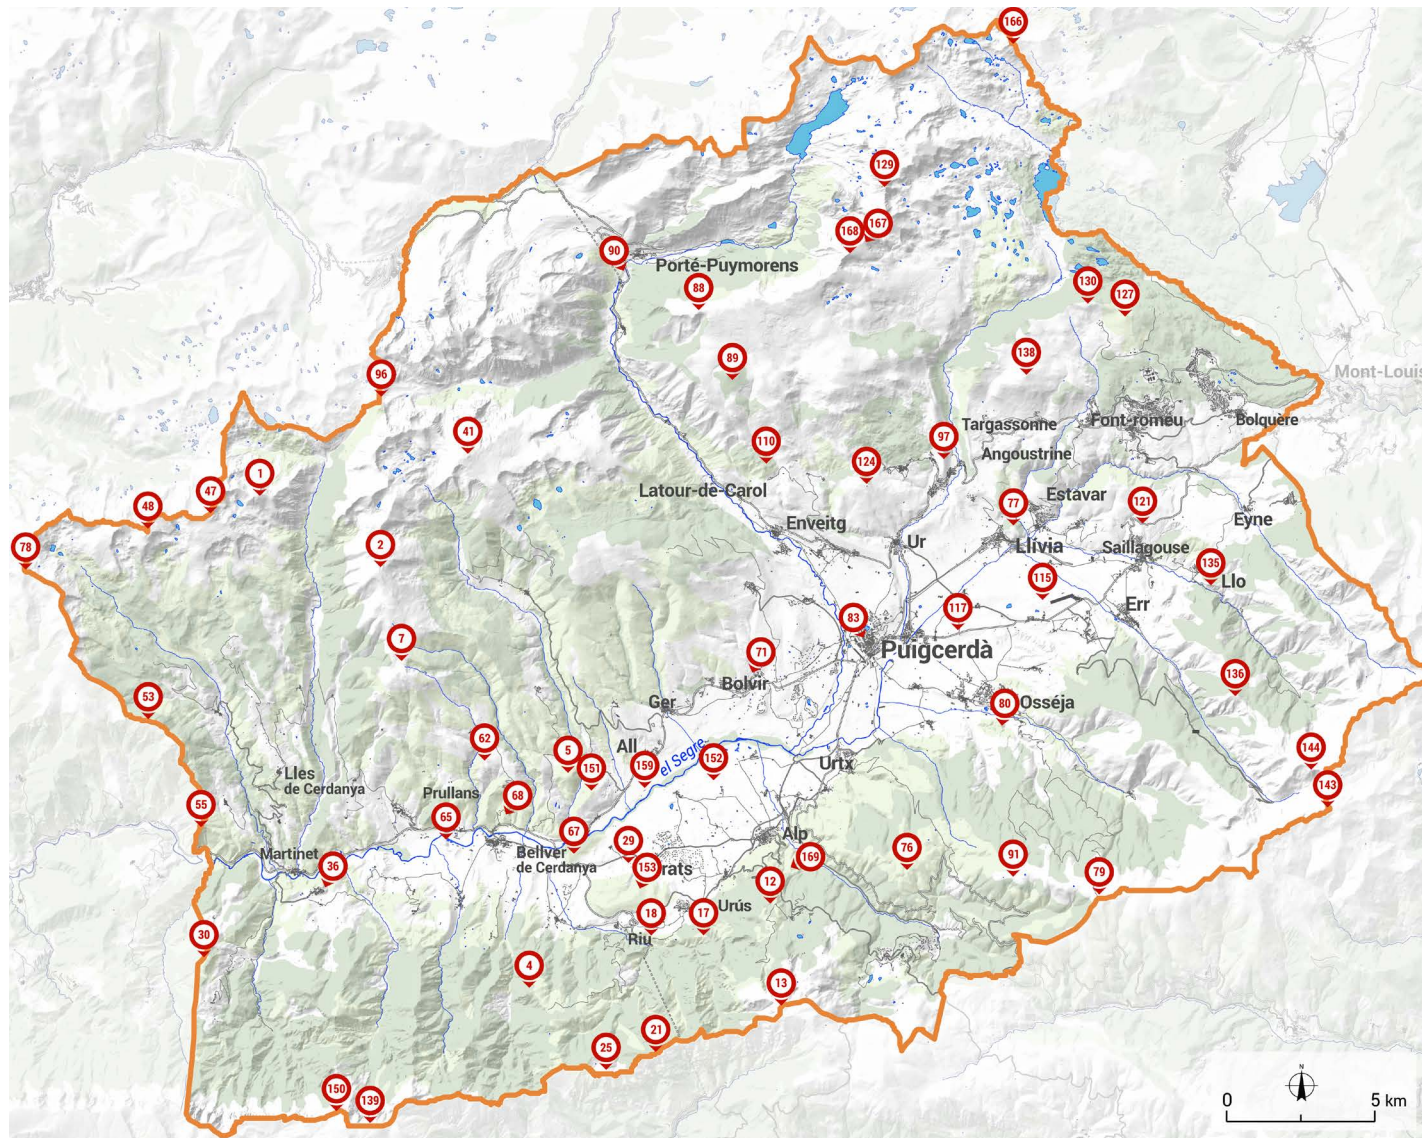 166
129
167
168
90
Porté-Puymorens
88
130
127
138
89
96
Mont-Louis
41
110
97
Targassonne
Font-romeu
Bolquère
124
Angoustrine
1
47
48
Latour-de-Carol
77
Estavar
121
Enveitg
Eyne
78
2
Ur
Llívia
Saillagouse
135
Llo
115
117
Err
83
7
Puigcerdà
71
Bolvir
136
53
Ger
80
Osséja
62
5
All
159
el Segre
152
151
Urtx
144
143
Lles
de Cerdanya
Prullans
68
55
65
67
29
Alp
Martinet
36
Bellver
de Cerdanya
153
rats
169
76
91
79
12
18
17
Urús
Riu
30
4
13
21
25
150
139
N
0
5 km